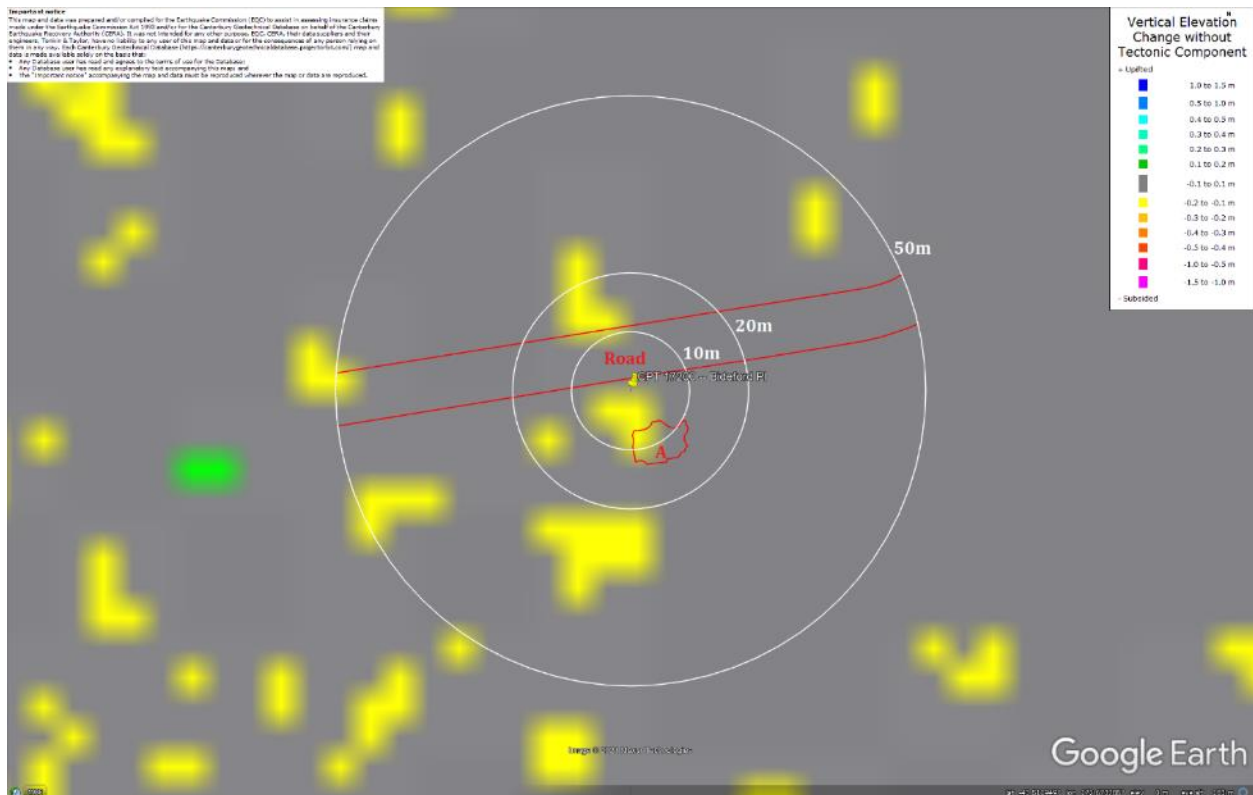 Important notice
This map and data was prepared and/or compiled for the Earthquake Commission (EQC) to assist in assessing insurance claims
made under the Earthquake Commission Act 1993 and/or for the Canterbury Geotechnical Database on behalf of the Canterbury
Earthquake Recovery Authority (CERA). It was not intended for any other purpose. EQC, CERA, their data suppliers and their
engineers, Tonkin & Taylor, have no liability to any user of this map and data or for the consequences of any person relying on
them in any way. Each Canterbury Geotechnical Database (https://canterburygeotechnicaldatabase.projectorbit.com/) map and
data is made available solely on the basis that:
• Any Database user has read and agrees to the terms of use for the Database;
• Any Database user has read any explanatory text accompanying this map; and
• The "Important notice" accompanying the map and data must be reproduced wherever the map or data are reproduced.
N
Vertical Elevation
Change without
Tectonic Component
+ Uplifted
1.0 to 1.5 m
0.5 to 1.0 m
0.4 to 0.5 m
0.3 to 0.4 m
0.2 to 0.3 m
0.1 to 0.2 m
-0.1 to 0.1 m
-0.2 to -0.1 m
-0.3 to -0.2 m
-0.4 to -0.3 m
-0.5 to -0.4 m
-1.0 to -0.5 m
-1.5 to -1.0 m
- Subsided
50m
20m
10m
Road
CPT -- Bideford Pl
A
Image ©
Technologies
Google Earth